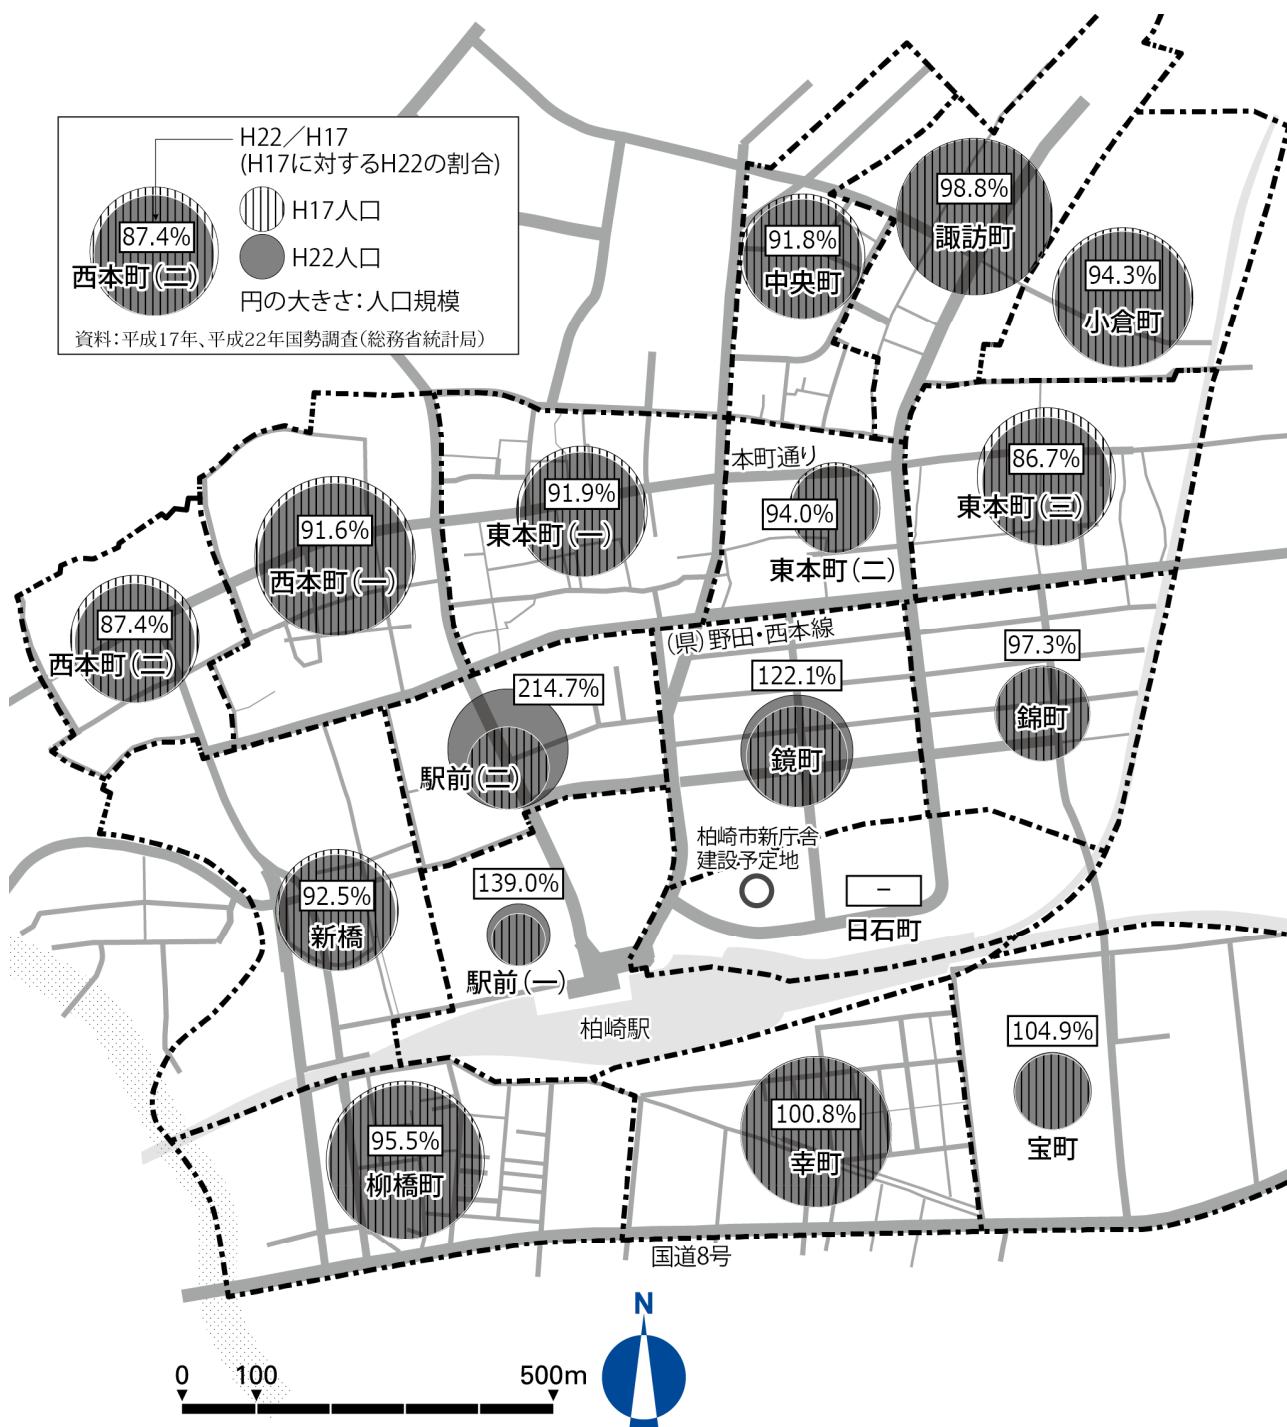 H22／H17
(H17に対するH22の割合)
H17人口
H22人口
87.4%
西本町(二)
円の大きさ：人口規模
資料：平成17年、平成22年国勢調査(総務省統計局)
98.8%
諏訪町
91.8%
中央町
94.3%
小倉町
本町通り
86.7%
東本町(三)
91.9%
東本町(一)
94.0%
東本町(二)
91.6%
西本町(一)
87.4%
西本町(二)
(県)野田・西本線
97.3%
錦町
122.1%
鏡町
214.7%
駅前(二)
柏崎市新庁舎
建設予定地
139.0%
駅前(一)
92.5%
新橋
－
日石町
柏崎駅
104.9%
宝町
100.8%
幸町
95.5%
柳橋町
国道8号
N
0 100 500m